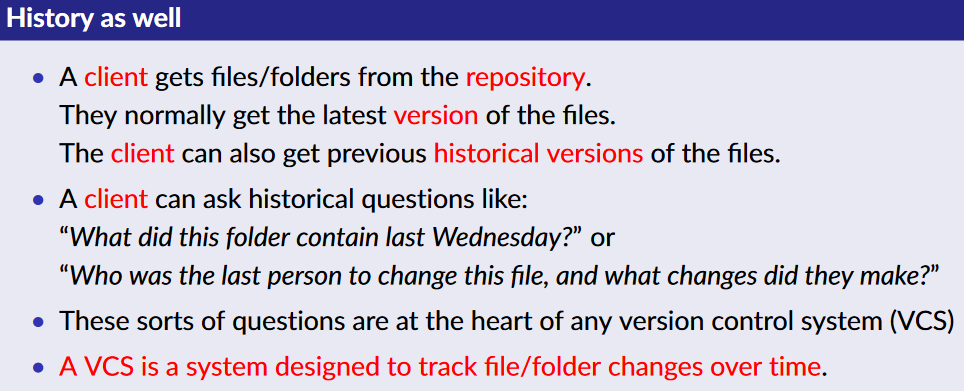 History as well
• A client gets files/folders from the repository.
They normally get the latest version of the files.
The client can also get previous historical versions of the files.
• A client can ask historical questions like:
“What did this folder contain last Wednesday?” or
“Who was the last person to change this file, and what changes did they make?”
• These sorts of questions are at the heart of any version control system (VCS)
• A VCS is a system designed to track file/folder changes over time.